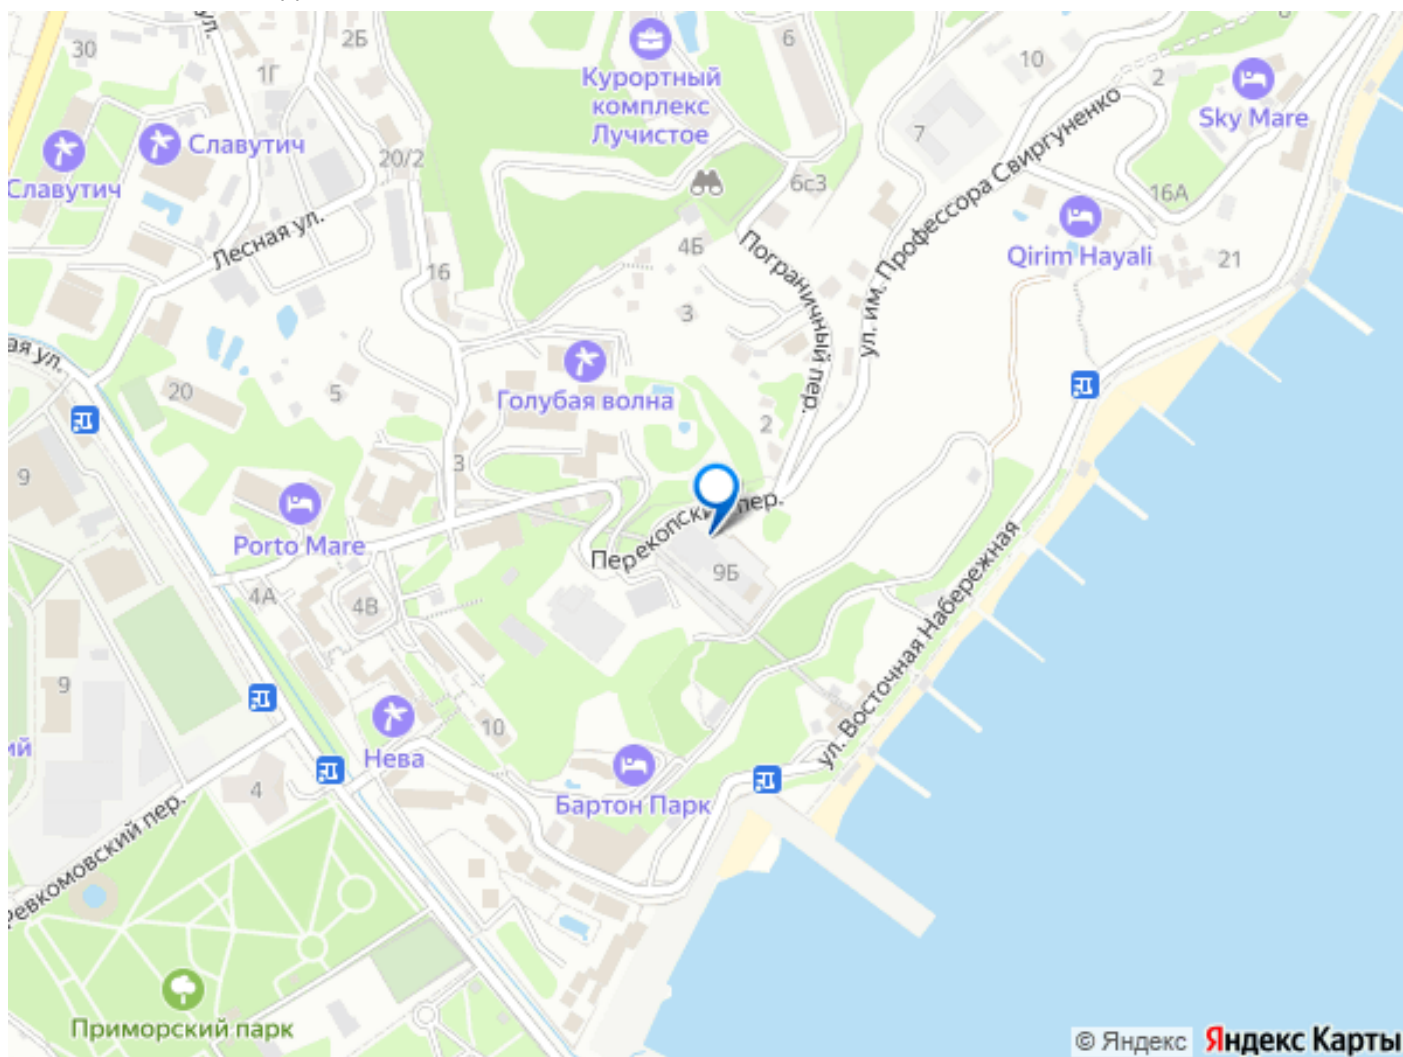 ул.
30
2Б
1Г
6
10
2
Курортный
комплекс
Лучистое
Sky Mare
Славутич
Славутич
20/2
7
6с3
16А
Лесная ул.
4Б
Пограничный пер.
ул. им. Профессора Свиргуненко
Qirim Hayali
21
16
3
ая ул.
20
5
Голубая волна
2
9
3
Porto Mare
Перекопский пер.
9Б
4А
4В
ул. Восточная Набережная
9
10
ий
Нева
4
Бартон Парк
Ревкомовский пер.
Приморский парк
© Яндекс Яндекс Карты